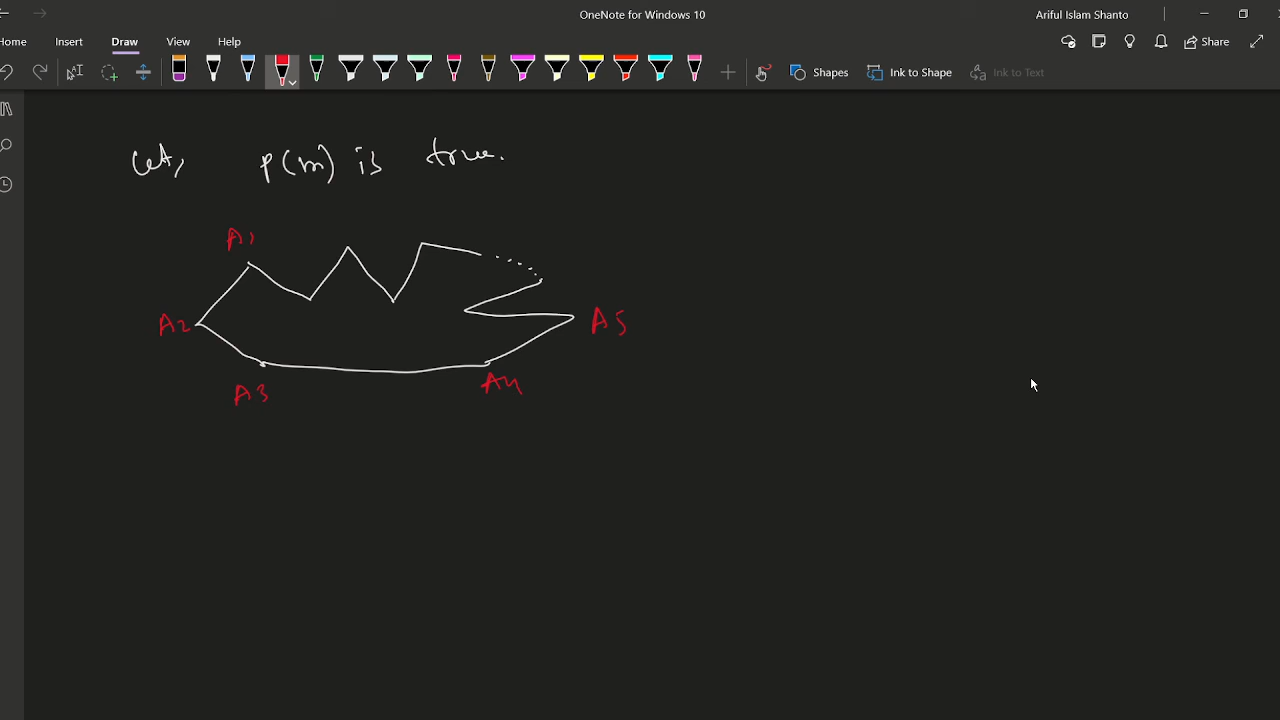 OneNote for Windows 10
Ariful Islam Shanto
Home Insert Draw View Help
Share
Shapes
Ink to Shape
Ink to Text
Let, P(m) is true.
A1
A2
A3
A4
A5